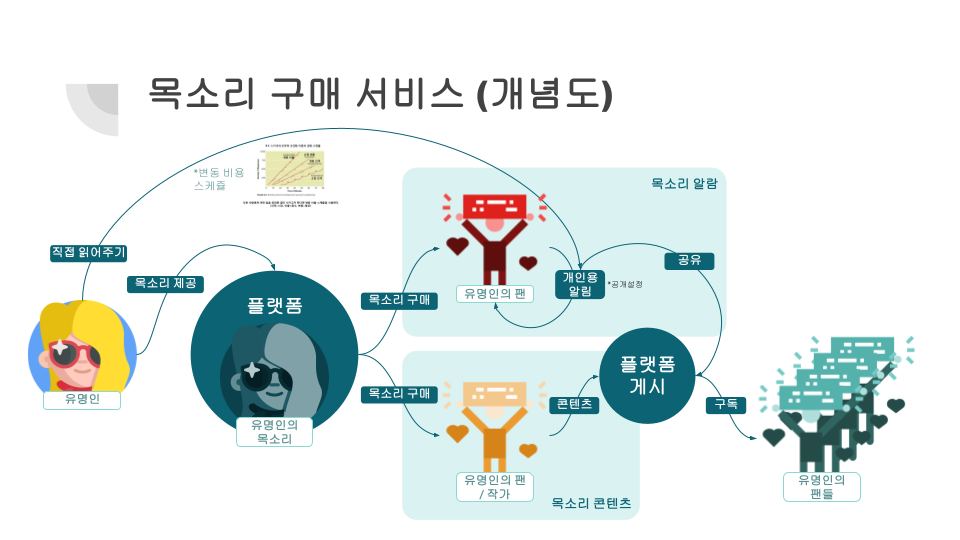 목소리 구매 서비스 (개념도)
*변동 비용
스케쥴
목소리 알람
직접 읽어주기
목소리 제공
플랫폼
목소리 구매
유명인의 팬
개인용
알림
*공개설정
공유
유명인
유명인의
목소리
목소리 구매
플랫폼
게시
콘텐츠
구독
유명인의 팬
/ 작가
목소리 콘텐츠
유명인의
팬들